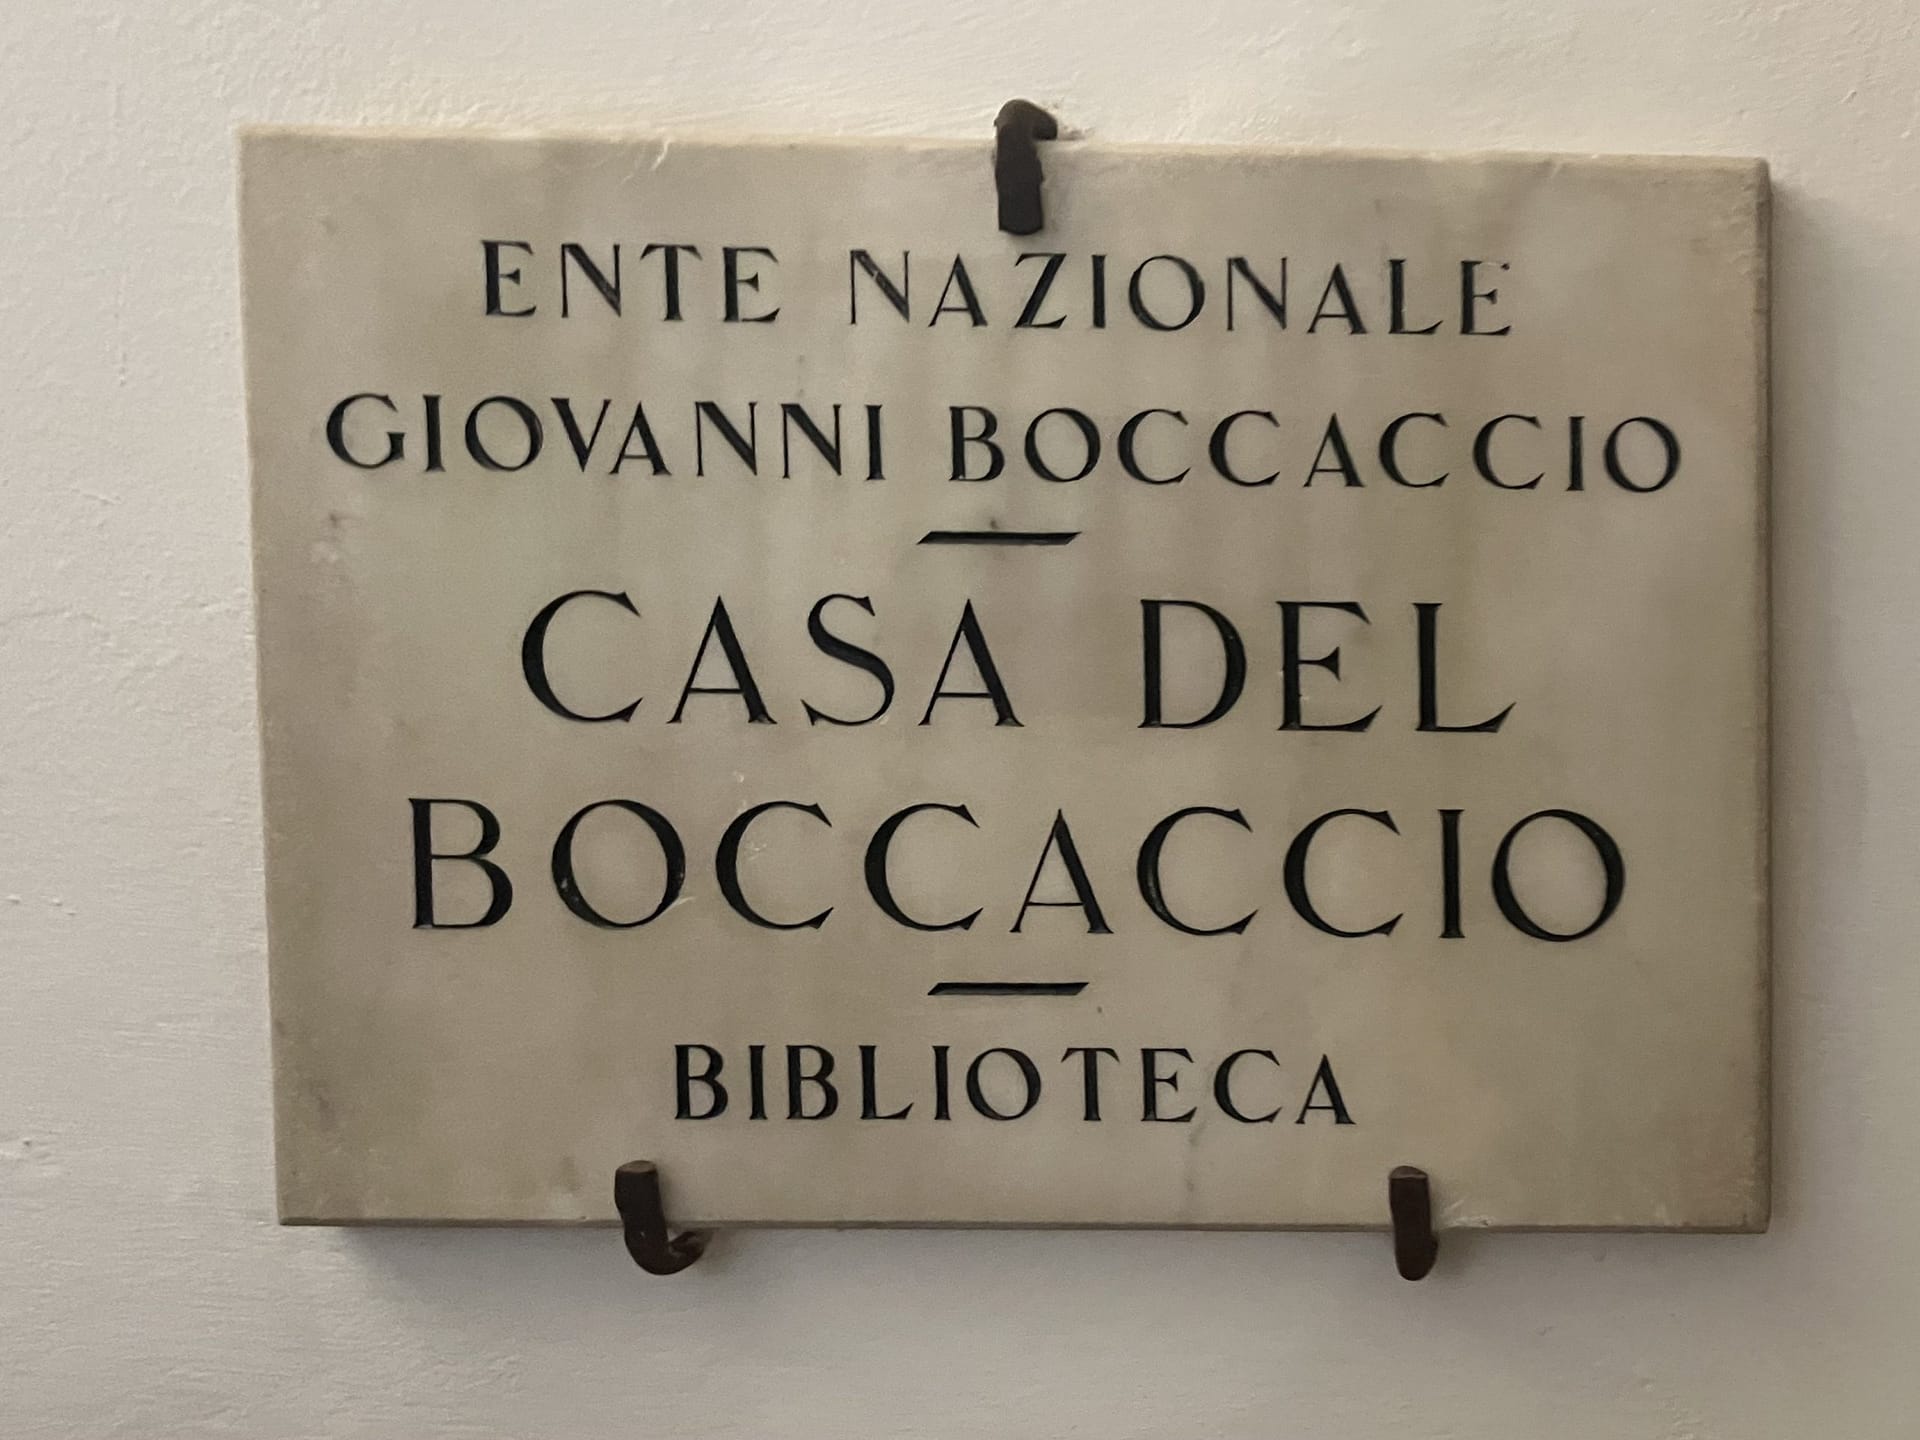 ENTE NAZIONALE
GIOVANNI BOCCACCIO
CASA DEL
BOCCACCIO
BIBLIOTECA